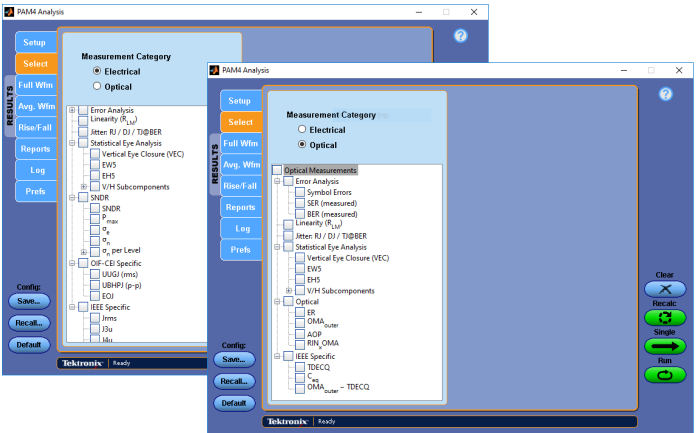 PAM4 Analysis
Setup
Select
Full Wfm
Avg. Wfm
Rise/Fall
Reports
Log
Prefs
RESULTS
Measurement Category
Electrical
Optical
Error Analysis
Linearity (RLM)
Jitter: RJ / DJ / TJ@BER
Statistical Eye Analysis
Vertical Eye Closure (VEC)
EW5
EH5
V/H Subcomponents
SNDR
SNDR
Pmax
σe
σn
σn per Level
OIF-CEI Specific
UUGJ (rms)
UBHPJ (p-p)
EOJ
IEEE Specific
Jrms
J3u
J4u
Config:
Save...
Recall...
Default
Tektronix Ready
PAM4 Analysis
Setup
Select
Full Wfm
Avg. Wfm
Rise/Fall
Reports
Log
Prefs
RESULTS
Measurement Category
Electrical
Optical
Optical Measurements
Error Analysis
Symbol Errors
SER (measured)
BER (measured)
Linearity (RLM)
Jitter: RJ / DJ / TJ@BER
Statistical Eye Analysis
Vertical Eye Closure (VEC)
EW5
EH5
V/H Subcomponents
Optical
ER
OMAouter
AOP
RINxOMA
IEEE Specific
TDECQ
Ceq
OMAouter – TDECQ
Clear
Recalc
Single
Run
Config:
Save...
Recall...
Default
Tektronix Ready